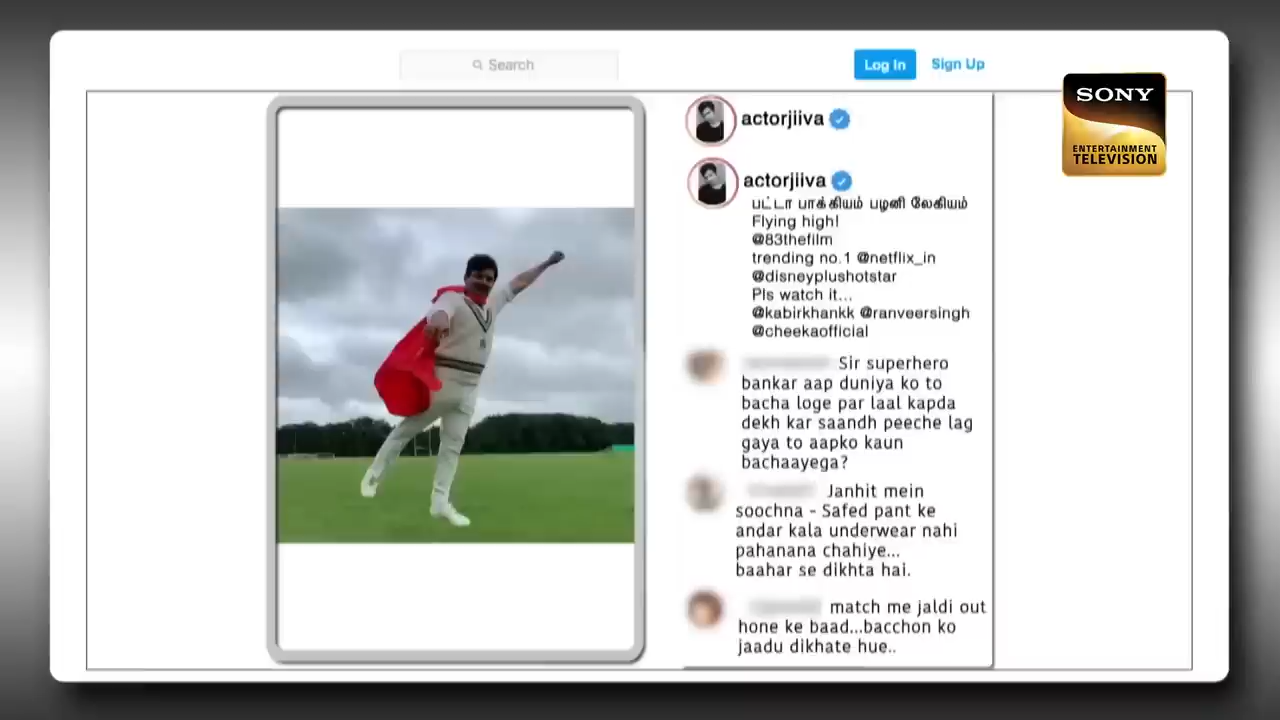 Search
Log In
Sign Up
SONY
ENTERTAINMENT
TELEVISION
actorjiiva
actorjiiva
பட்டா பாக்கியம் பழனி லேகியம்
Flying high!
@83thefilm
trending no.1 @netflix_in
@disneyplushotstar
Pls watch it...
@kabirkhankk @ranveersingh
@cheekaofficial
Sir superhero
bankar aap duniya ko to
bacha loge par laal kapda
dekh kar saandh peeche lag
gaya to aapko kaun
bachaayega?
Janhit mein
soochna - Safed pant ke
andar kala underwear nahi
pahanana chahiye...
baahar se dikhta hai.
match me jaldi out
hone ke baad...bacchon ko
jaadu dikhate hue..